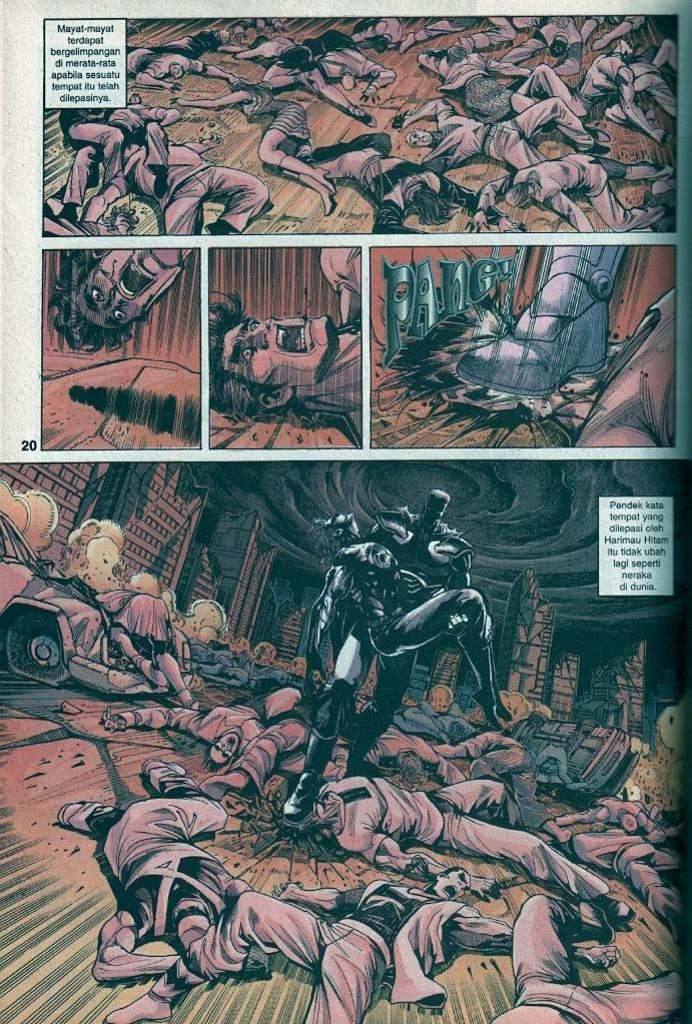 Mayat-mayat
terdapat
bergelimpangan
di merata-rata
apabila sesuatu
tempat itu telah
dilepasinya.
PANG!
20
Pendek kata
tempat yang
dilepasi oleh
Harimau Hitam
itu tidak ubah
lagi seperti
neraka
di dunia.